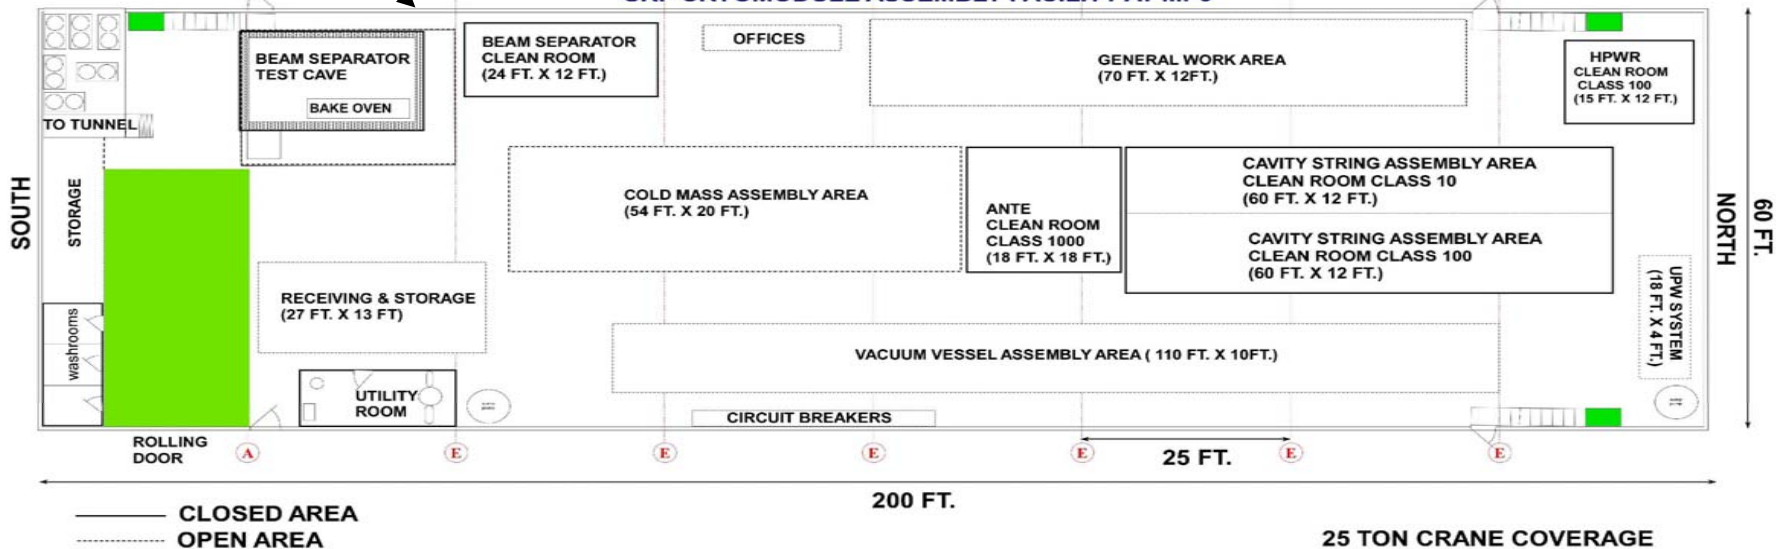 BEAM SEPARATOR
TEST CAVE
BAKE OVEN
BEAM SEPARATOR
CLEAN ROOM
(24 FT. X 12 FT.)
OFFICES
GENERAL WORK AREA
(70 FT. X 12FT.)
HPWR
CLEAN ROOM
CLASS 100
(15 FT. X 12 FT.)
TO TUNNEL
SOUTH
STORAGE
COLD MASS ASSEMBLY AREA
(54 FT. X 20 FT.)
ANTE
CLEAN ROOM
CLASS 1000
(18 FT. X 18 FT.)
CAVITY STRING ASSEMBLY AREA
CLEAN ROOM CLASS 10
(60 FT. X 12 FT.)
CAVITY STRING ASSEMBLY AREA
CLEAN ROOM CLASS 100
(60 FT. X 12 FT.)
NORTH
60 FT.
RECEIVING & STORAGE
(27 FT. X 13 FT)
washrooms
VACUUM VESSEL ASSEMBLY AREA ( 110 FT. X 10FT.)
UPW SYSTEM
(18 FT. X 4 FT.)
UTILITY
ROOM
CIRCUIT BREAKERS
ROLLING
DOOR
A E E E E E E
25 FT.
200 FT.
CLOSED AREA
OPEN AREA
25 TON CRANE COVERAGE